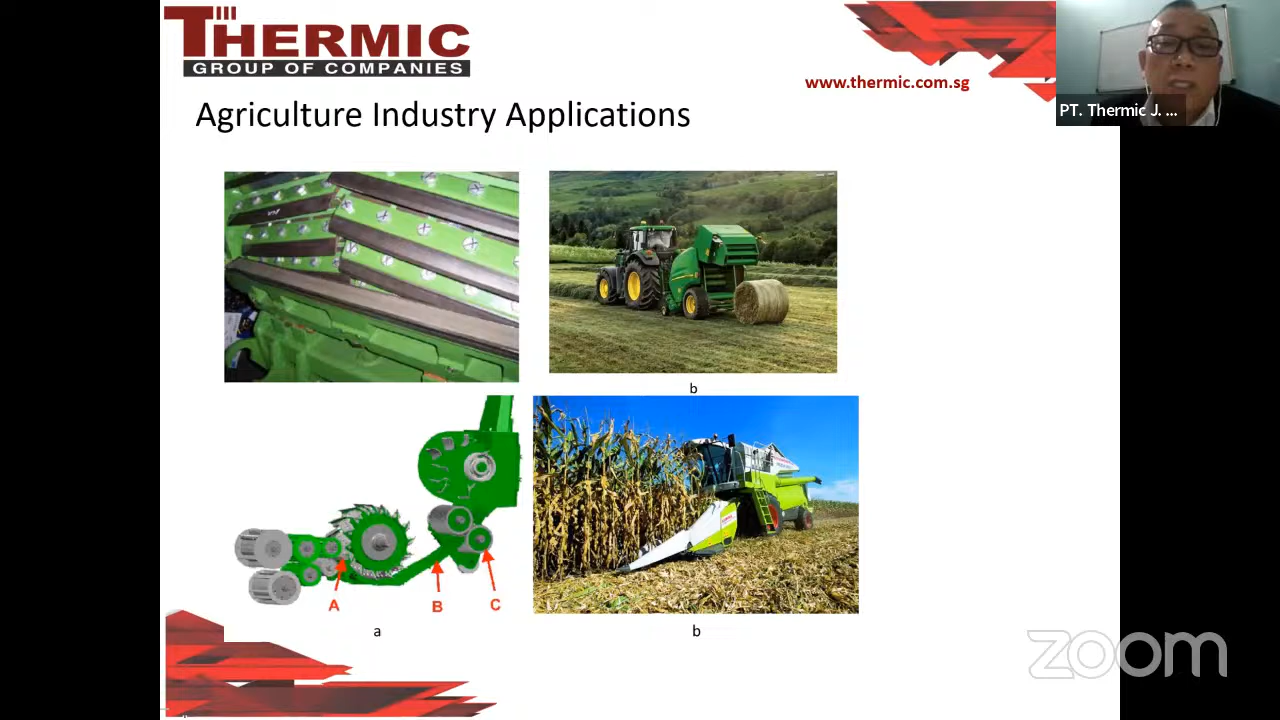 THERMIC
GROUP OF COMPANIES
www.thermic.com.sg
PT. Thermic J. ...
Agriculture Industry Applications
b
A
B
C
a
b
zoom